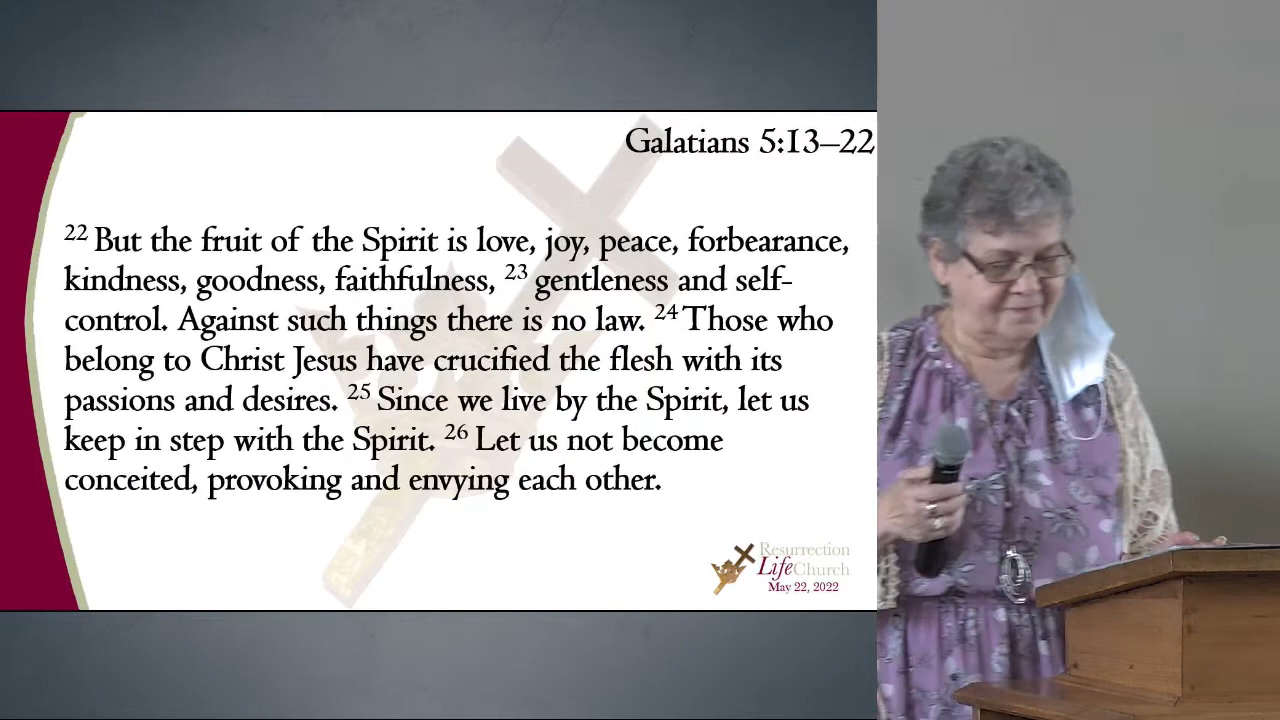 Galatians 5:13–22
22 But the fruit of the Spirit is love, joy, peace, forbearance,
kindness, goodness, faithfulness, 23 gentleness and self-
control. Against such things there is no law. 24 Those who
belong to Christ Jesus have crucified the flesh with its
passions and desires. 25 Since we live by the Spirit, let us
keep in step with the Spirit. 26 Let us not become
conceited, provoking and envying each other.
Resurrection
LifeChurch
May 22, 2022